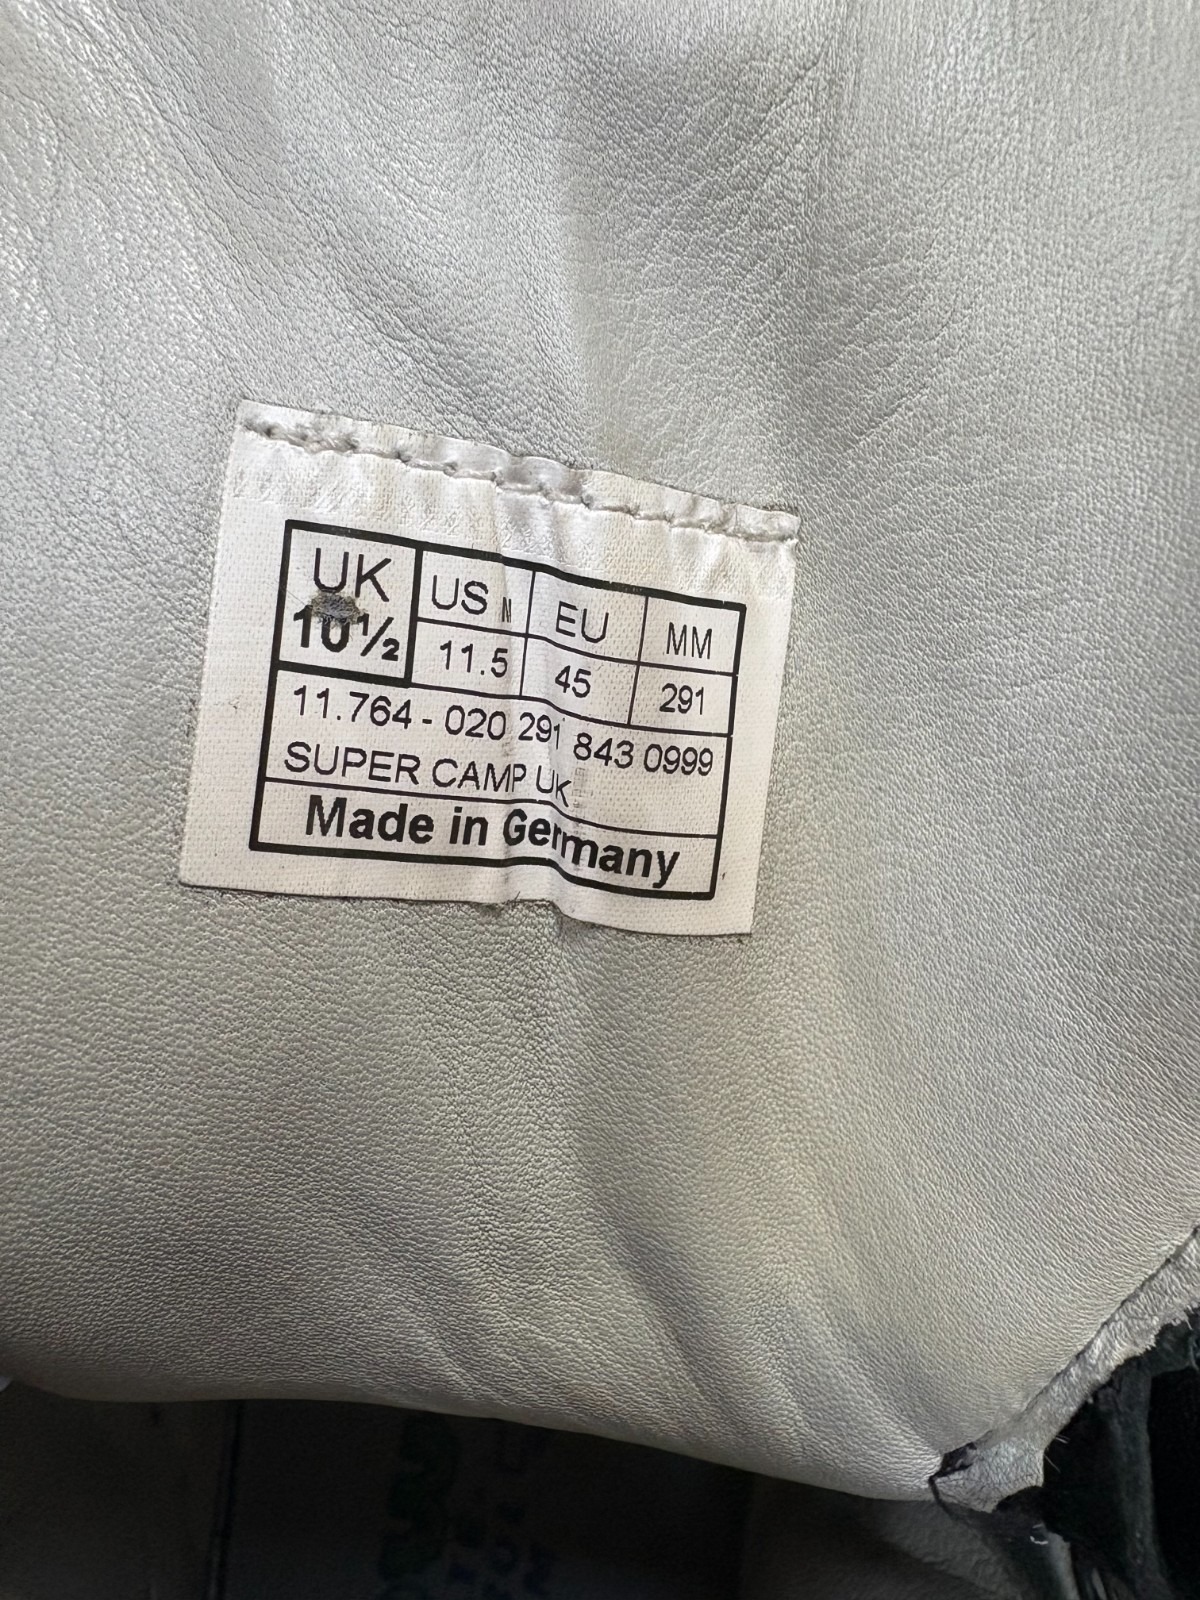 UK US M EU MM
10½ 11.5 45 291
11.764 - 020 291 843 0999
SUPER CAMP UK
Made in Germany